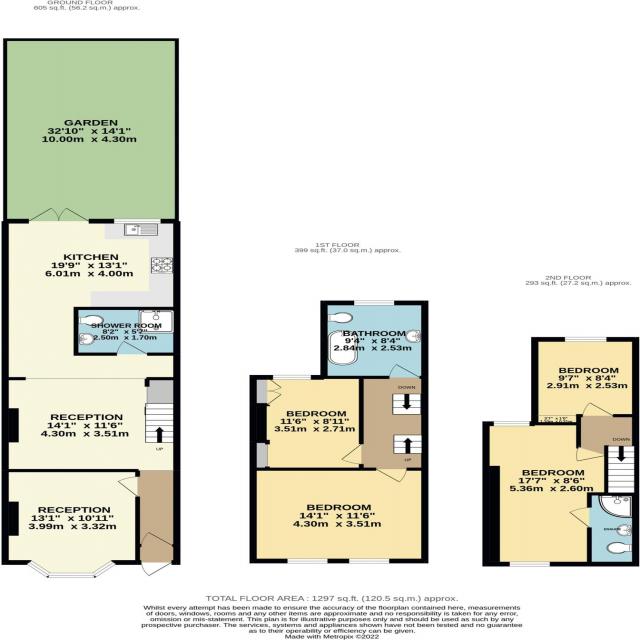 GROUND FLOOR
605 sq.ft. (56.2 sq.m.) approx.
GARDEN
32'10" x 14'1"
10.00m x 4.30m
KITCHEN
19'9" x 13'1"
6.01m x 4.00m
SHOWER ROOM
8'2" x 5'7"
2.50m x 1.70m
RECEPTION
14'1" x 11'6"
4.30m x 3.51m
UP
RECEPTION
13'1" x 10'11"
3.99m x 3.32m
1ST FLOOR
399 sq.ft. (37.0 sq.m.) approx.
BATHROOM
9'4" x 8'4"
2.84m x 2.53m
DOWN
BEDROOM
11'6" x 8'11"
3.51m x 2.71m
UP
BEDROOM
14'1" x 11'6"
4.30m x 3.51m
2ND FLOOR
293 sq.ft. (27.2 sq.m.) approx.
BEDROOM
9'7" x 8'4"
2.91m x 2.53m
DOWN
BEDROOM
17'7" x 8'6"
5.36m x 2.60m
ENSUITE
TOTAL FLOOR AREA : 1297 sq.ft. (120.5 sq.m.) approx.
Whilst every attempt has been made to ensure the accuracy of the floorplan contained here, measurements
of doors, windows, rooms and any other items are approximate and no responsibility is taken for any error,
omission or mis-statement. This plan is for illustrative purposes only and should be used as such by any
prospective purchaser. The services, systems and appliances shown have not been tested and no guarantee
as to their operability or efficiency can be given.
Made with Metropix ©2022